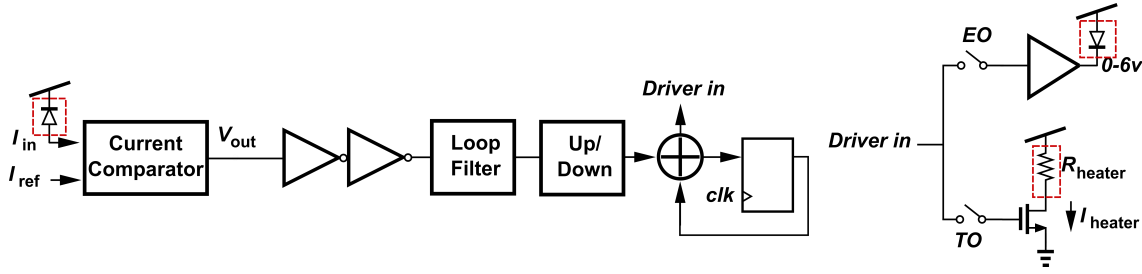 I in
I ref
Current
Comparator
V out
Loop
Filter
Up/
Down
Driver in
clk
Driver in
EO
0-6v
R heater
I heater
TO